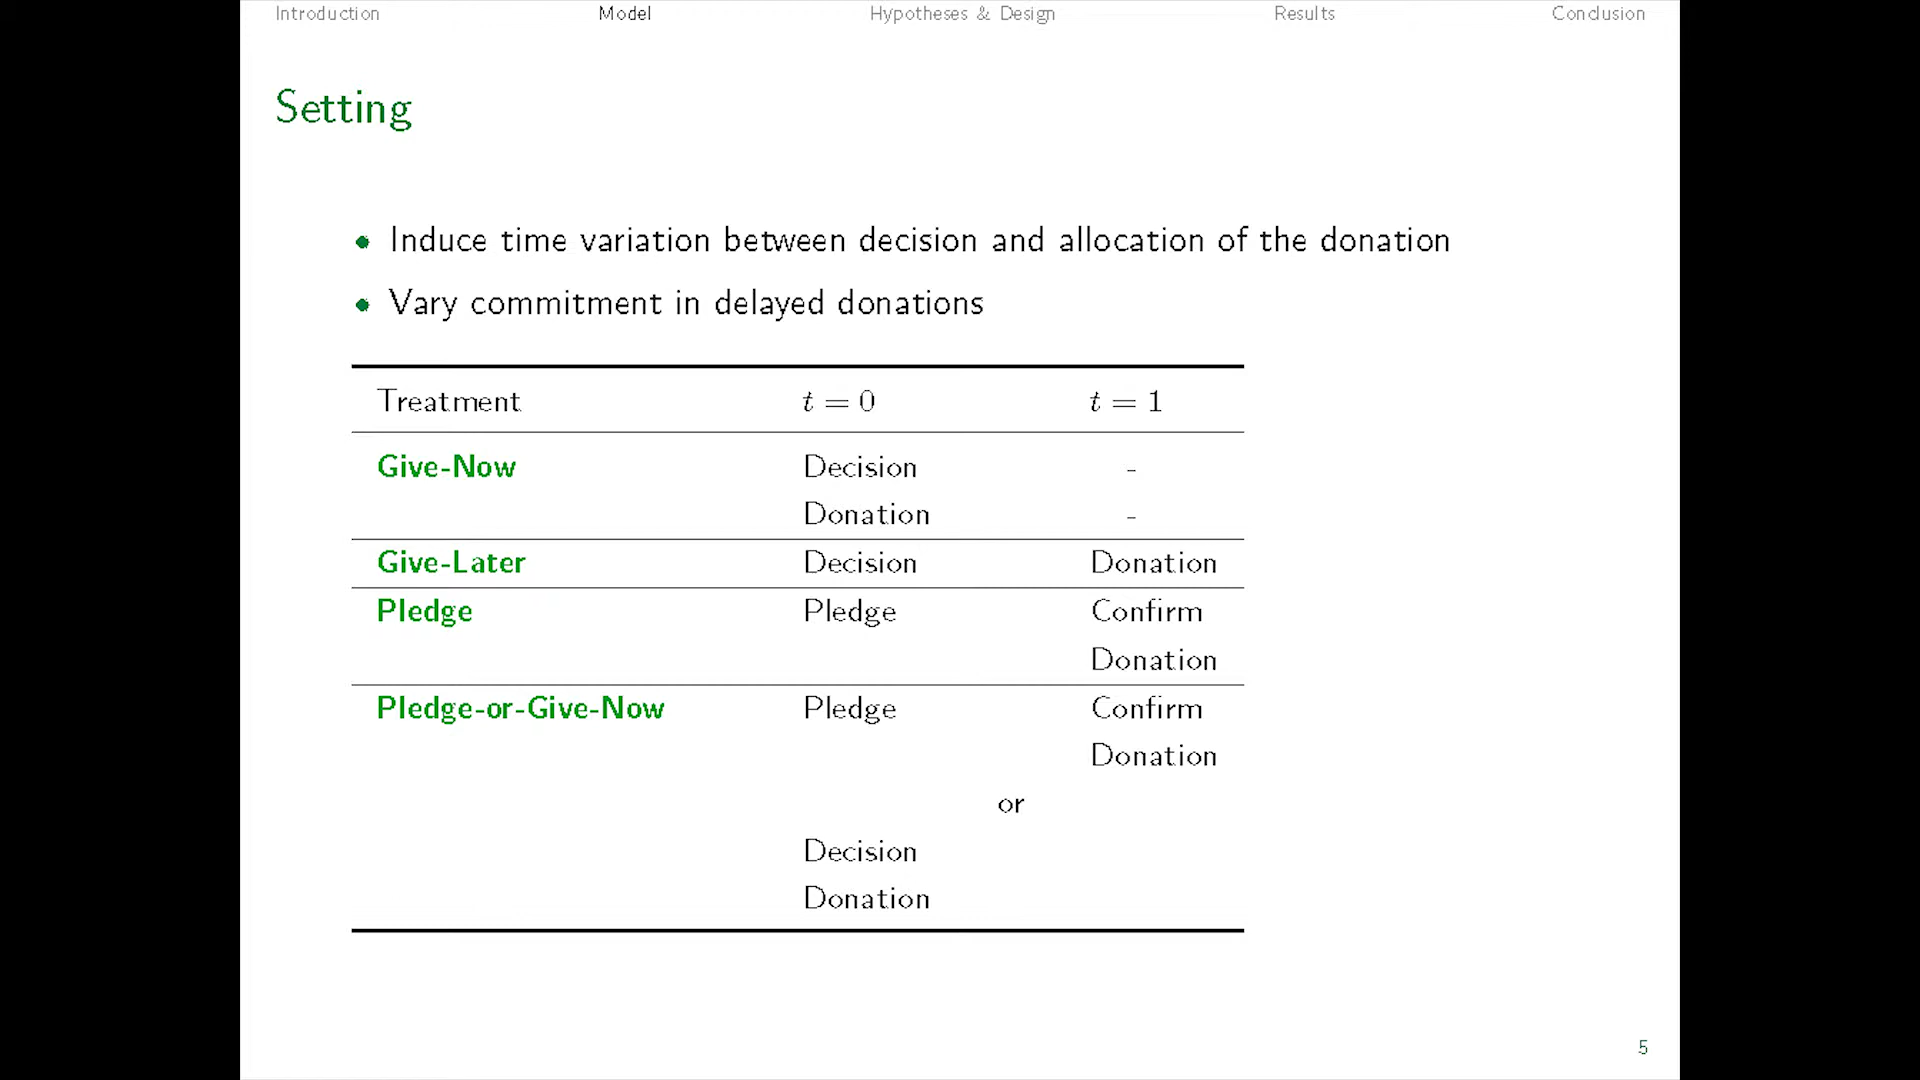 Introduction Model Hypotheses & Design Results Conclusion
Setting
• Induce time variation between decision and allocation of the donation
• Vary commitment in delayed donations
Treatment t = 0 t = 1
Give-Now Decision -
Donation -
Give-Later Decision Donation
Pledge Pledge Confirm
Donation
Pledge-or-Give-Now Pledge Confirm
Donation
or
Decision
Donation
5